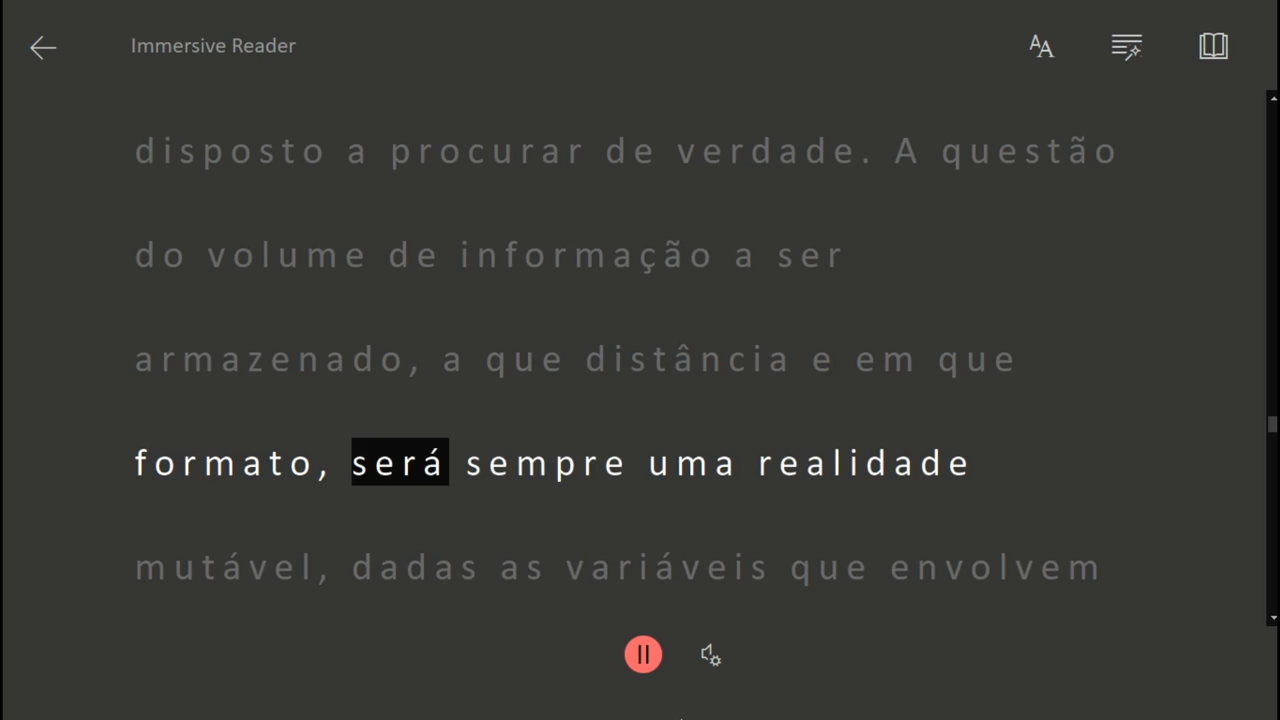 Immersive Reader
disposto a procurar de verdade. A questão
do volume de informação a ser
armazenado, a que distância e em que
formato, será sempre uma realidade
mutável, dadas as variáveis que envolvem